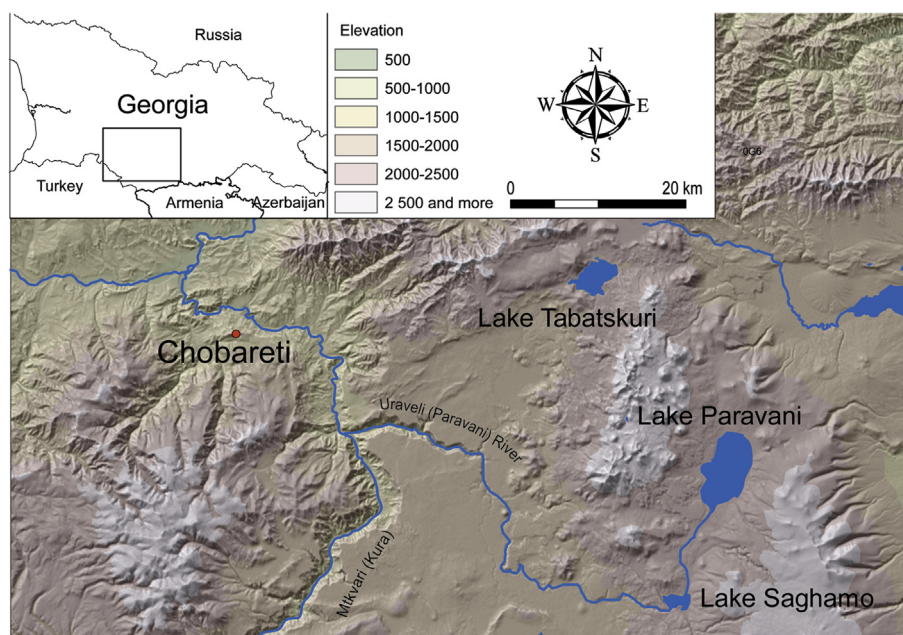 Russia
Georgia
Turkey
Armenia
Azerbaijan
Elevation
500
500-1000
1000-1500
1500-2000
2000-2500
2 500 and more
N
W
E
S
0
20 km
0G6
Lake Tabatskuri
Chobareti
Uraveli (Paravani) River
Lake Paravani
Mtkvari (Kura)
Lake Saghamo